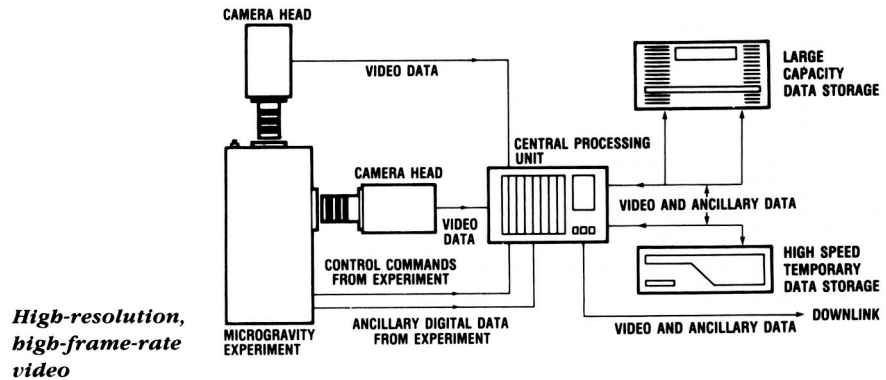 CAMERA HEAD
VIDEO DATA
LARGE
CAPACITY
DATA STORAGE
CENTRAL PROCESSING
UNIT
CAMERA HEAD
VIDEO
DATA
VIDEO AND ANCILLARY DATA
CONTROL COMMANDS
FROM EXPERIMENT
HIGH SPEED
TEMPORARY
DATA STORAGE
ANCILLARY DIGITAL DATA
FROM EXPERIMENT
MICROGRAVITY
EXPERIMENT
VIDEO AND ANCILLARY DATA
DOWNLINK
High-resolution,
high-frame-rate
video